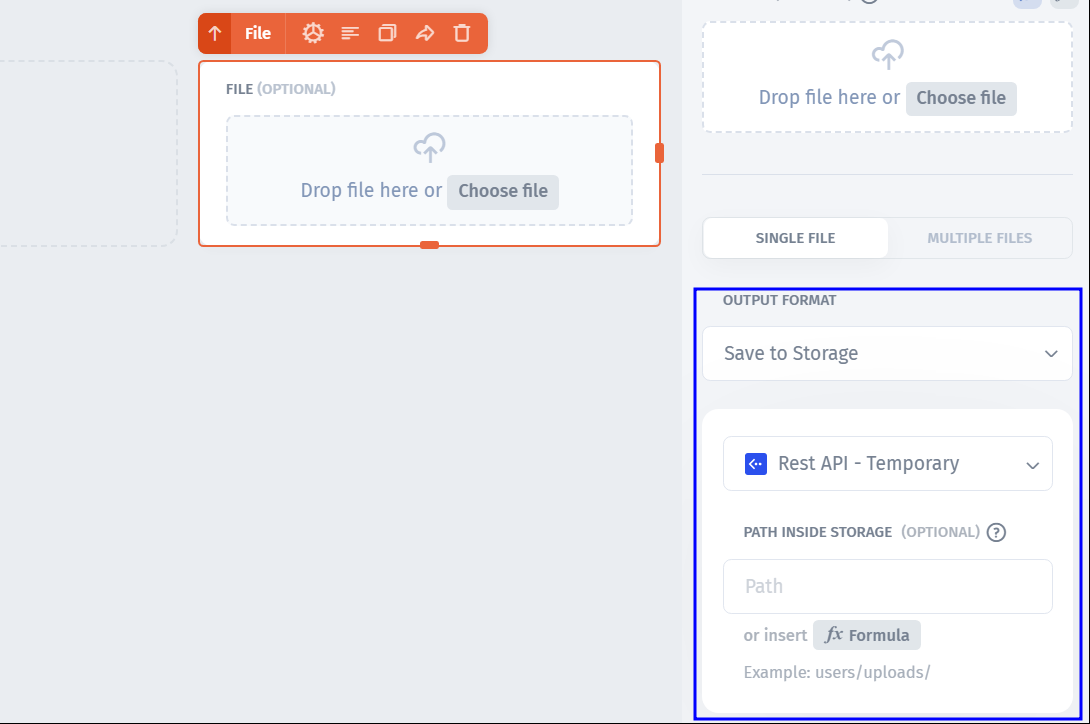 File
FILE (OPTIONAL)
Drop file here or Choose file
Drop file here or Choose file
SINGLE FILE MULTIPLE FILES
OUTPUT FORMAT
Save to Storage
Rest API - Temporary
PATH INSIDE STORAGE (OPTIONAL) ?
Path
or insert fx Formula
Example: users/uploads/